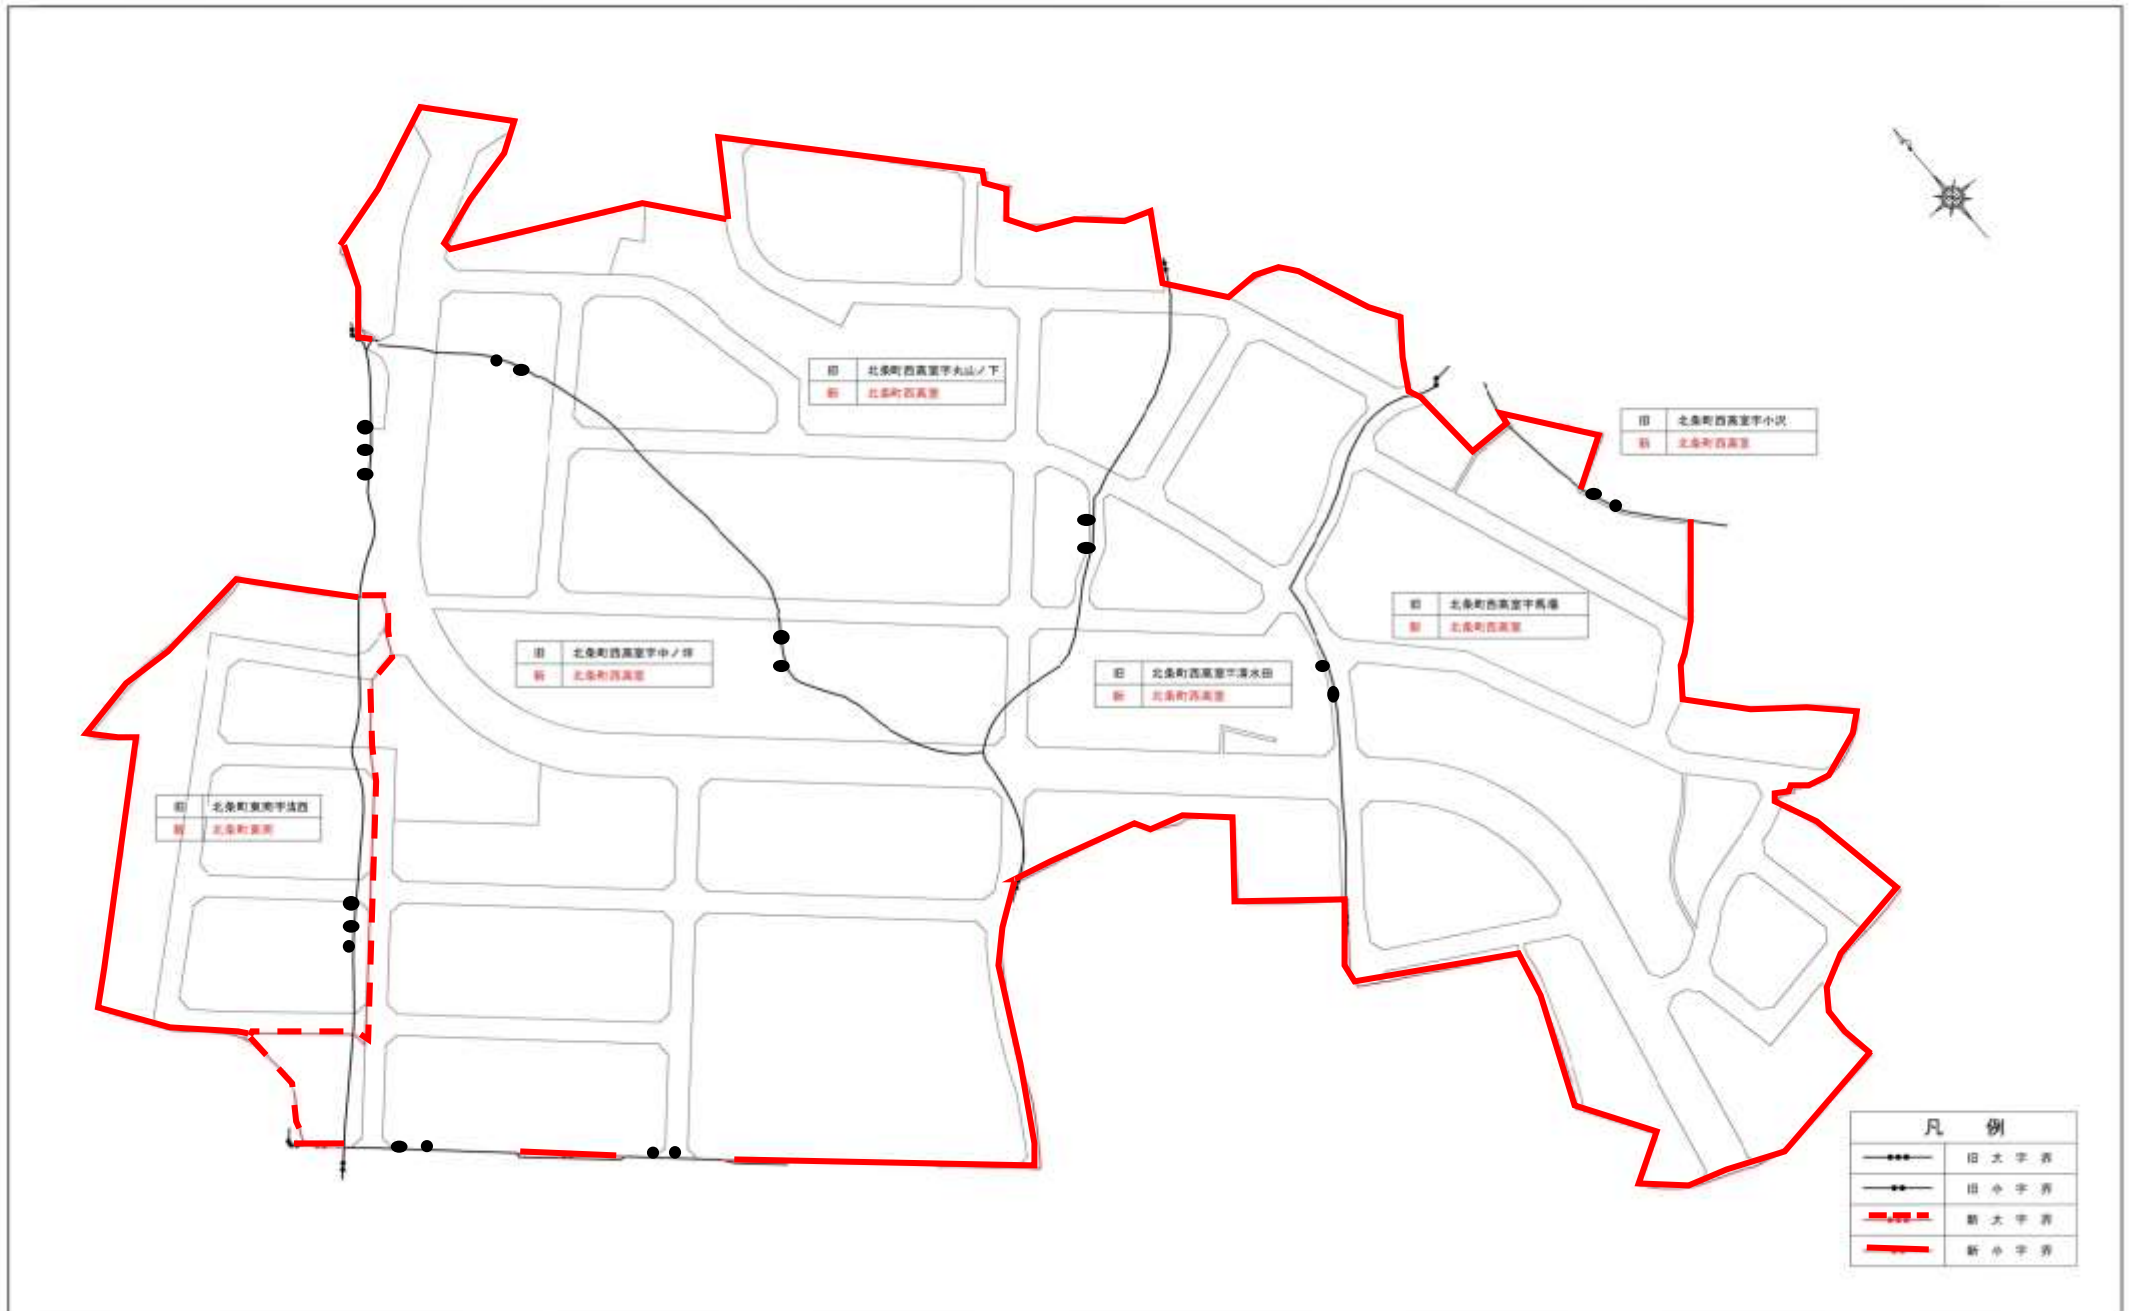 旧 北条町西高室字丸山ノ下
新 北条町西高室
旧 北条町西高室字小沢
新 北条町西高室
旧 北条町西高室字馬場
新 北条町西高室
旧 北条町西高室字中ノ坪
新 北条町西高室
旧 北条町西高室字清水田
新 北条町西高室
旧 北条町東南字
新 北条町東南
凡 例
旧 大 字 界
旧 小 字 界
新 大 字 界
新 小 字 界